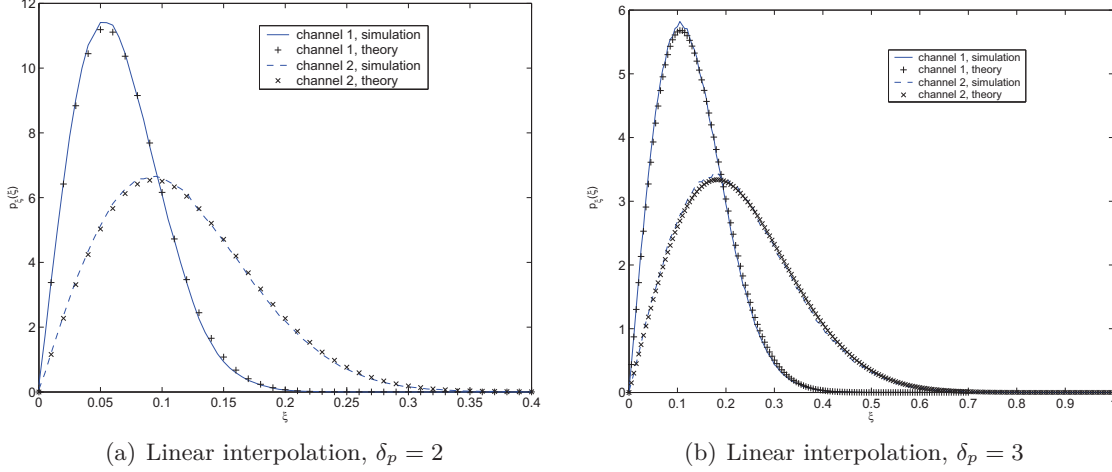 12
10
8
6
4
2
0
p_ξ(ξ)
0 0.05 0.1 0.15 0.2 0.25 0.3 0.35 0.4
ξ
channel 1, simulation
channel 1, theory
channel 2, simulation
channel 2, theory
(a) Linear interpolation, δ_p = 2
6
5
4
3
2
1
0
p_ξ(ξ)
0 0.1 0.2 0.3 0.4 0.5 0.6 0.7 0.8 0.9 1
ξ
channel 1, simulation
channel 1, theory
channel 2, simulation
channel 2, theory
(b) Linear interpolation, δ_p = 3